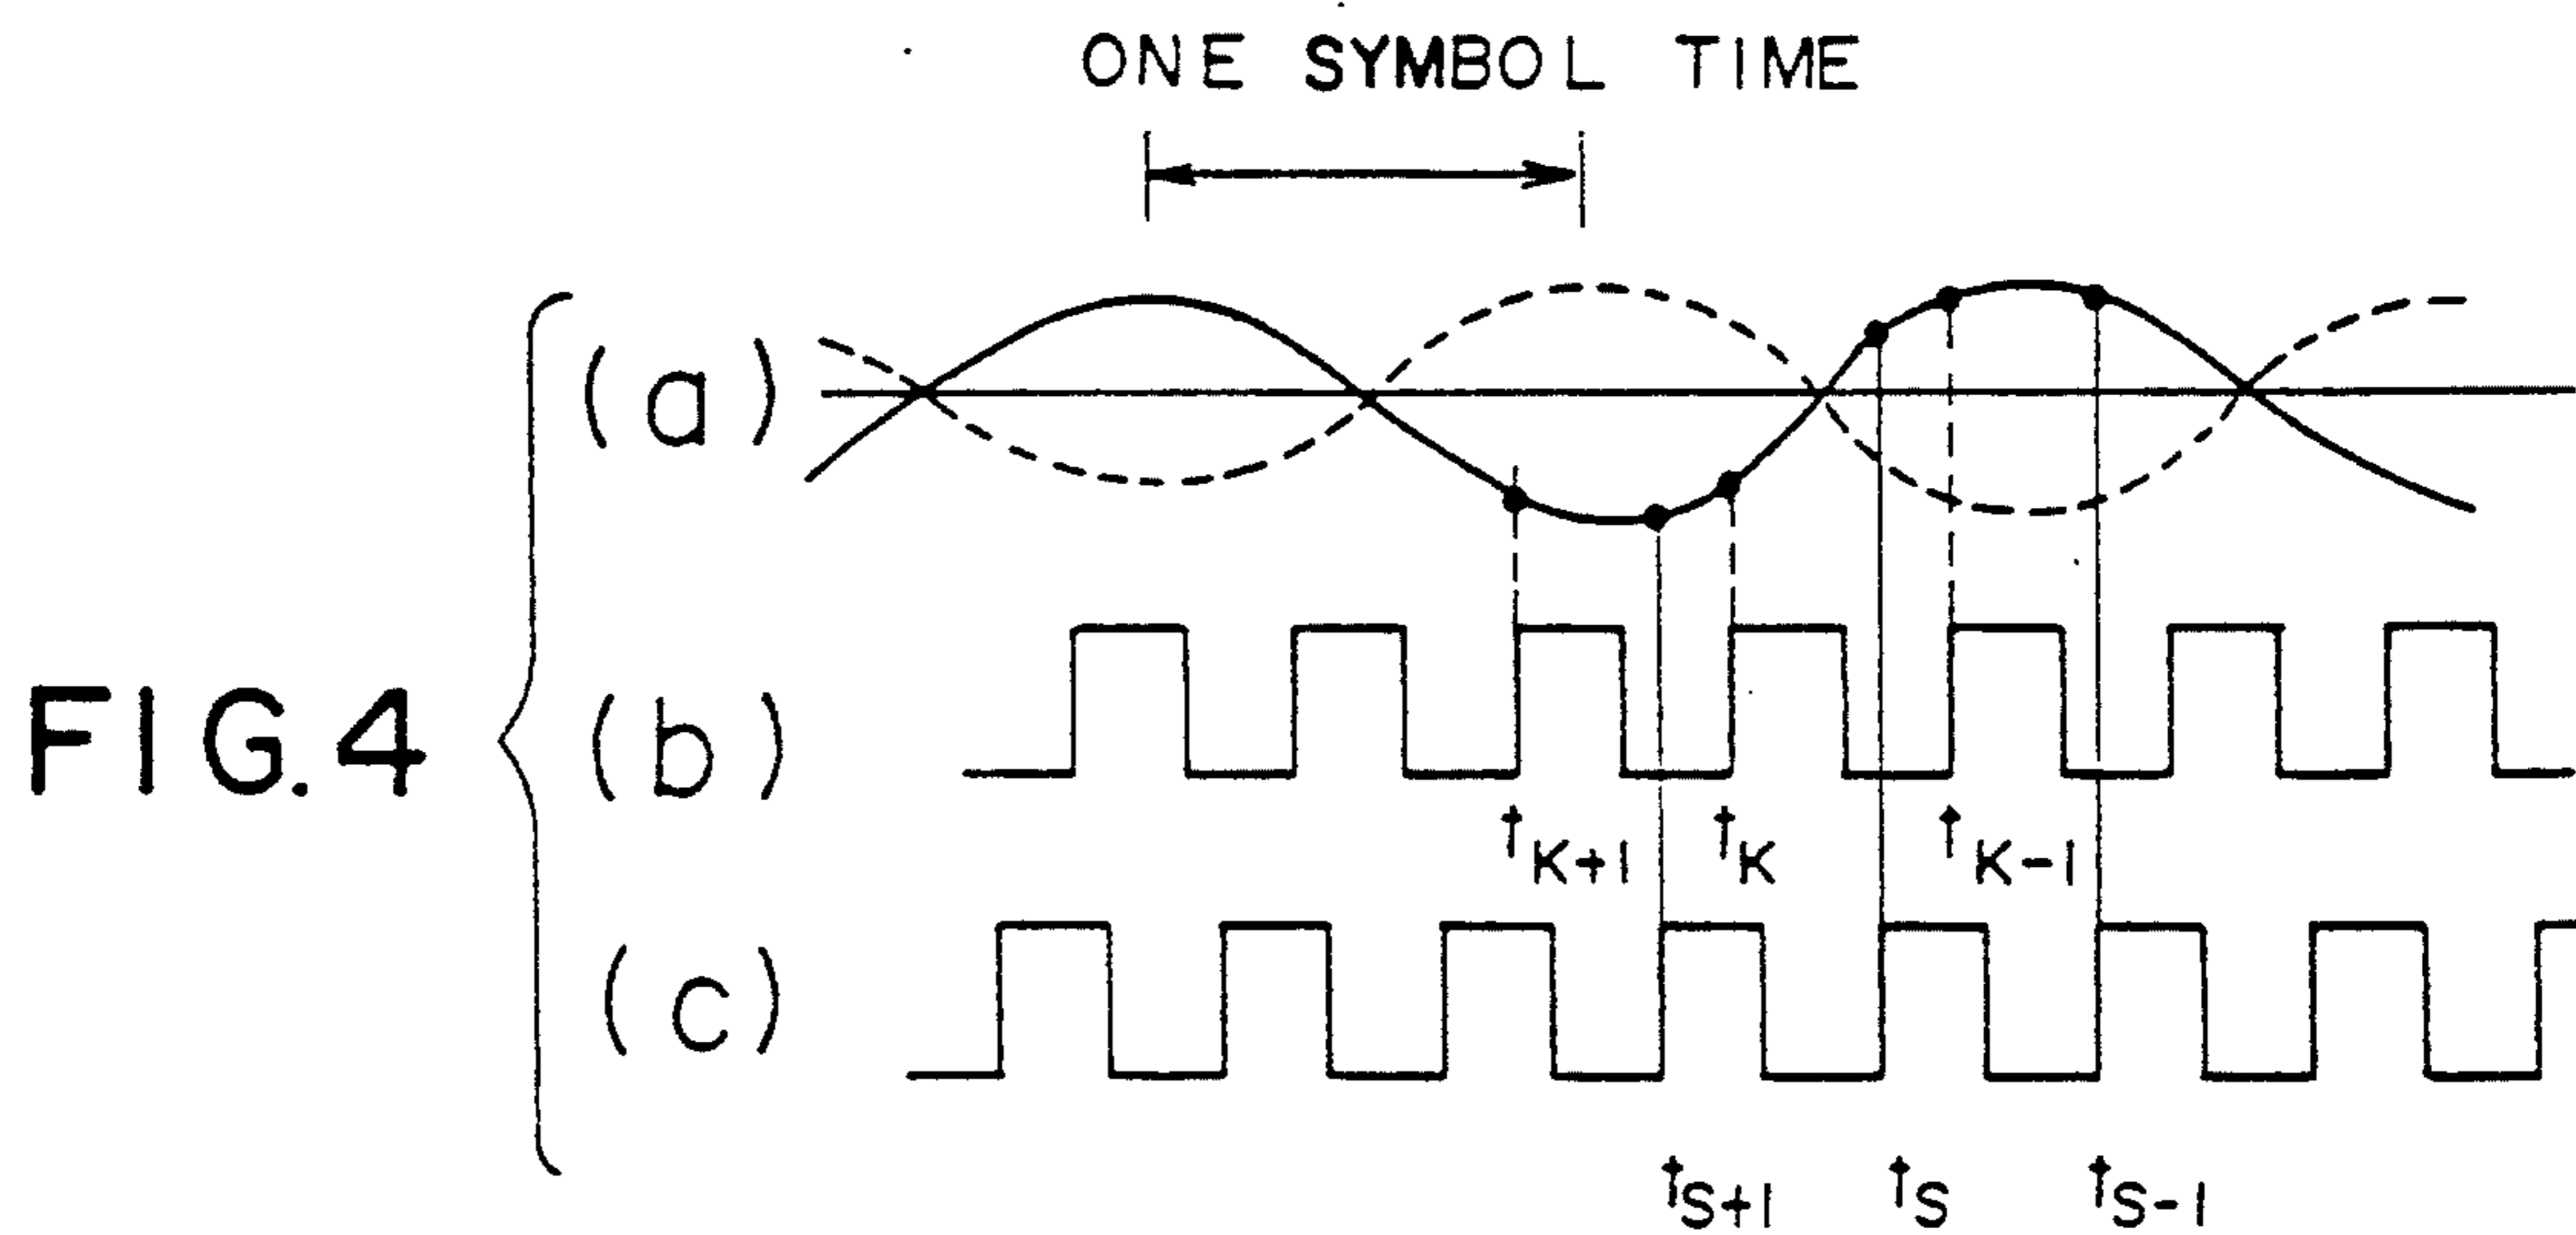 ONE SYMBOL TIME
(a)
FIG.4
(b)
tK+1 tK tK-1
(c)
tS+1 tS tS-1